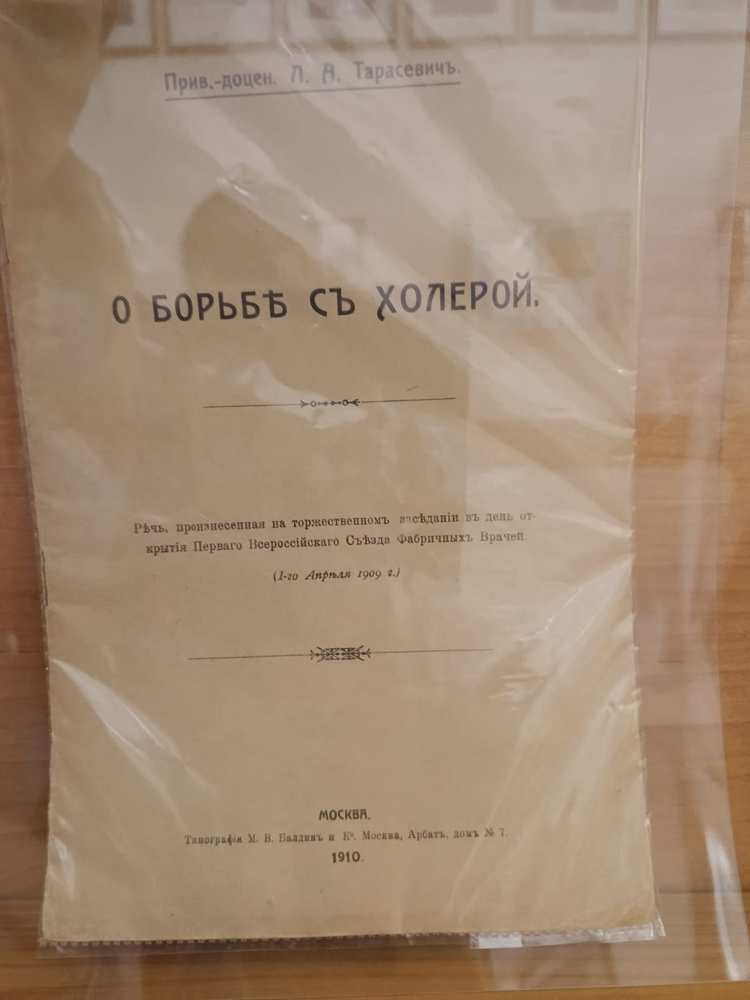 Прив.-доцен. Л. А. Тарасевичъ.
О БОРЬБѢ СЪ ХОЛЕРОЙ.
Рѣчь, произнесенная на торжественномъ засѣданіи въ день от-
крытія Перваго Всероссійскаго Съѣзда Фабричныхъ Врачей.
(1-го Апрѣля 1909 г.)
МОСКВА.
Типографія М. В. Балдинъ и Ко. Москва, Арбатъ, домъ № 7.
1910.